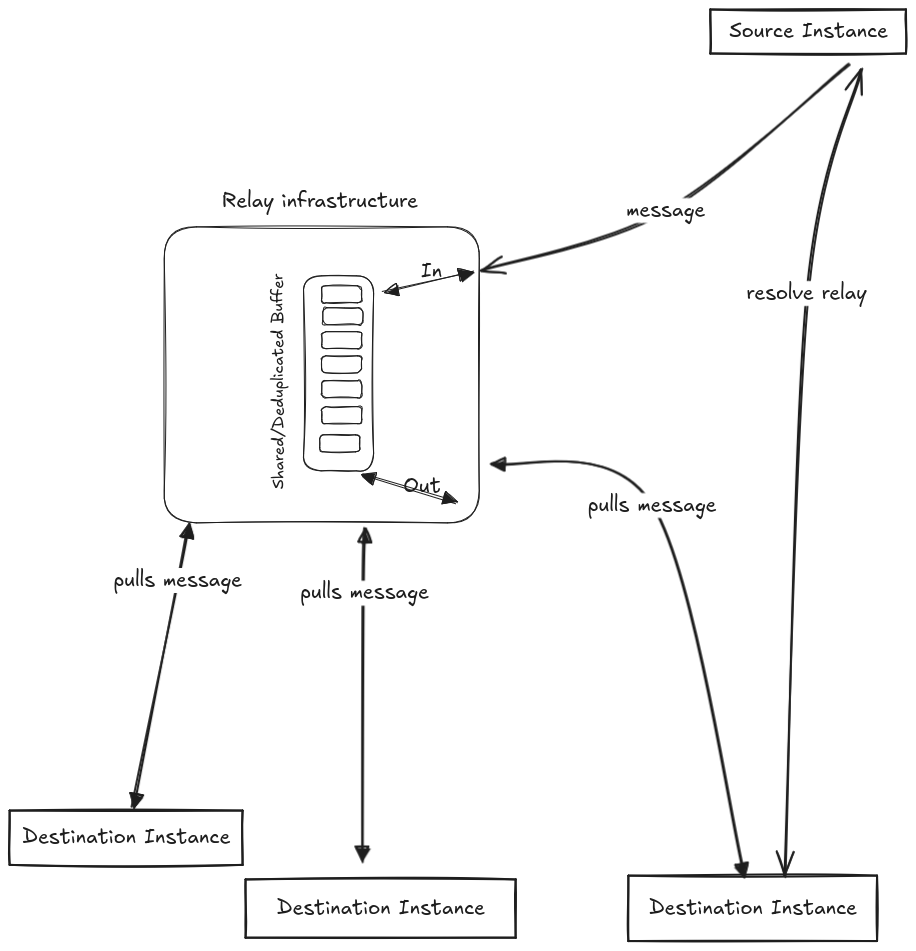 Source Instance
Relay infrastructure
message
In
Shared/Deduplicated Buffer
resolve relay
Out
pulls message
pulls message
pulls message
Destination Instance
Destination Instance
Destination Instance